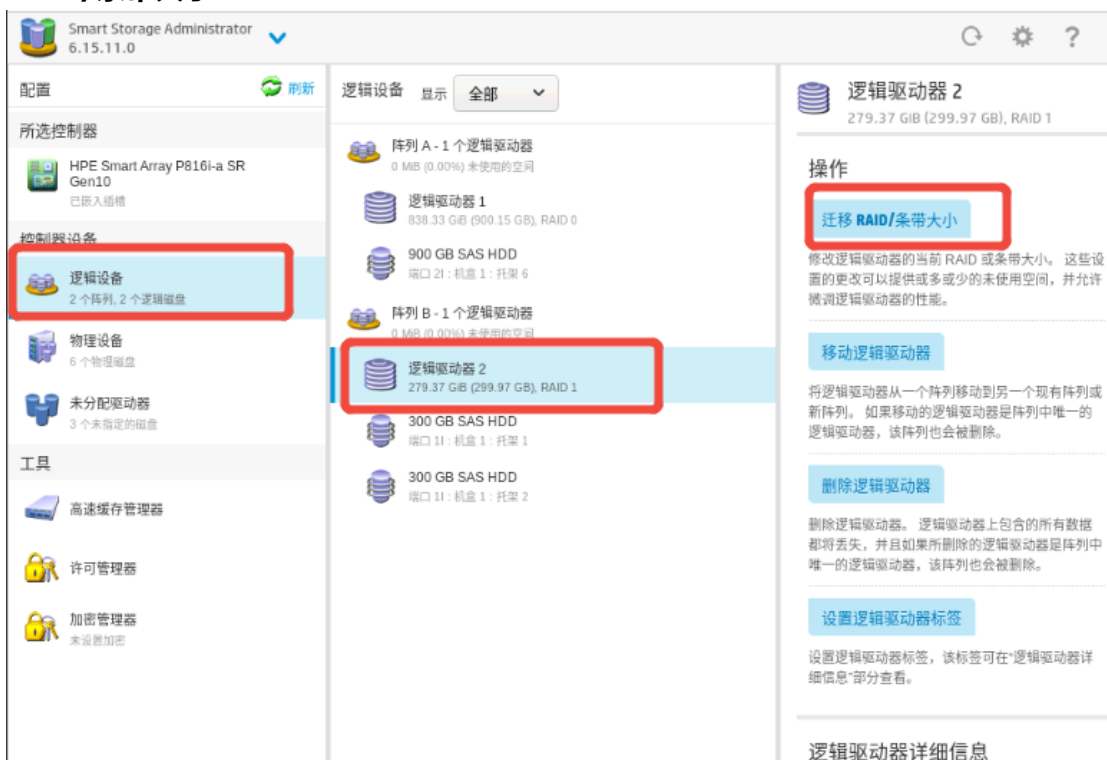 Smart Storage Administrator
6.15.11.0
?
配置
刷新
所选控制器
HPE Smart Array P816i-a SR
Gen10
已嵌入插槽
控制器设备
逻辑设备
2 个阵列, 2 个逻辑磁盘
物理设备
6 个物理磁盘
未分配驱动器
3 个未指定的磁盘
工具
高速缓存管理器
许可管理器
加密管理器
未设置加密
逻辑设备 显示 全部
阵列 A - 1 个逻辑驱动器
0 MiB (0.00%) 未使用的空间
逻辑驱动器 1
838.33 GiB (900.15 GB), RAID 0
900 GB SAS HDD
端口 2I : 机盒 1 : 托架 6
阵列 B - 1 个逻辑驱动器
0 MiB (0.00%) 未使用的空间
逻辑驱动器 2
279.37 GiB (299.97 GB), RAID 1
300 GB SAS HDD
端口 1I : 机盒 1 : 托架 1
300 GB SAS HDD
端口 1I : 机盒 1 : 托架 2
逻辑驱动器 2
279.37 GiB (299.97 GB), RAID 1
操作
迁移 RAID/条带大小
修改逻辑驱动器的当前 RAID 或条带大小。 这些设
置的更改可以提供或多或少的未使用空间，并允许
微调逻辑驱动器的性能。
移动逻辑驱动器
将逻辑驱动器从一个阵列移动到另一个现有阵列或
新阵列。 如果移动的逻辑驱动器是阵列中唯一的
逻辑驱动器，该阵列也会被删除。
删除逻辑驱动器
删除逻辑驱动器。 逻辑驱动器上包含的所有数据
都将丢失，并且如果所删除的逻辑驱动器是阵列中
唯一的逻辑驱动器，该阵列也会被删除。
设置逻辑驱动器标签
设置逻辑驱动器标签，该标签可在“逻辑驱动器详
细信息”部分查看。
逻辑驱动器详细信息